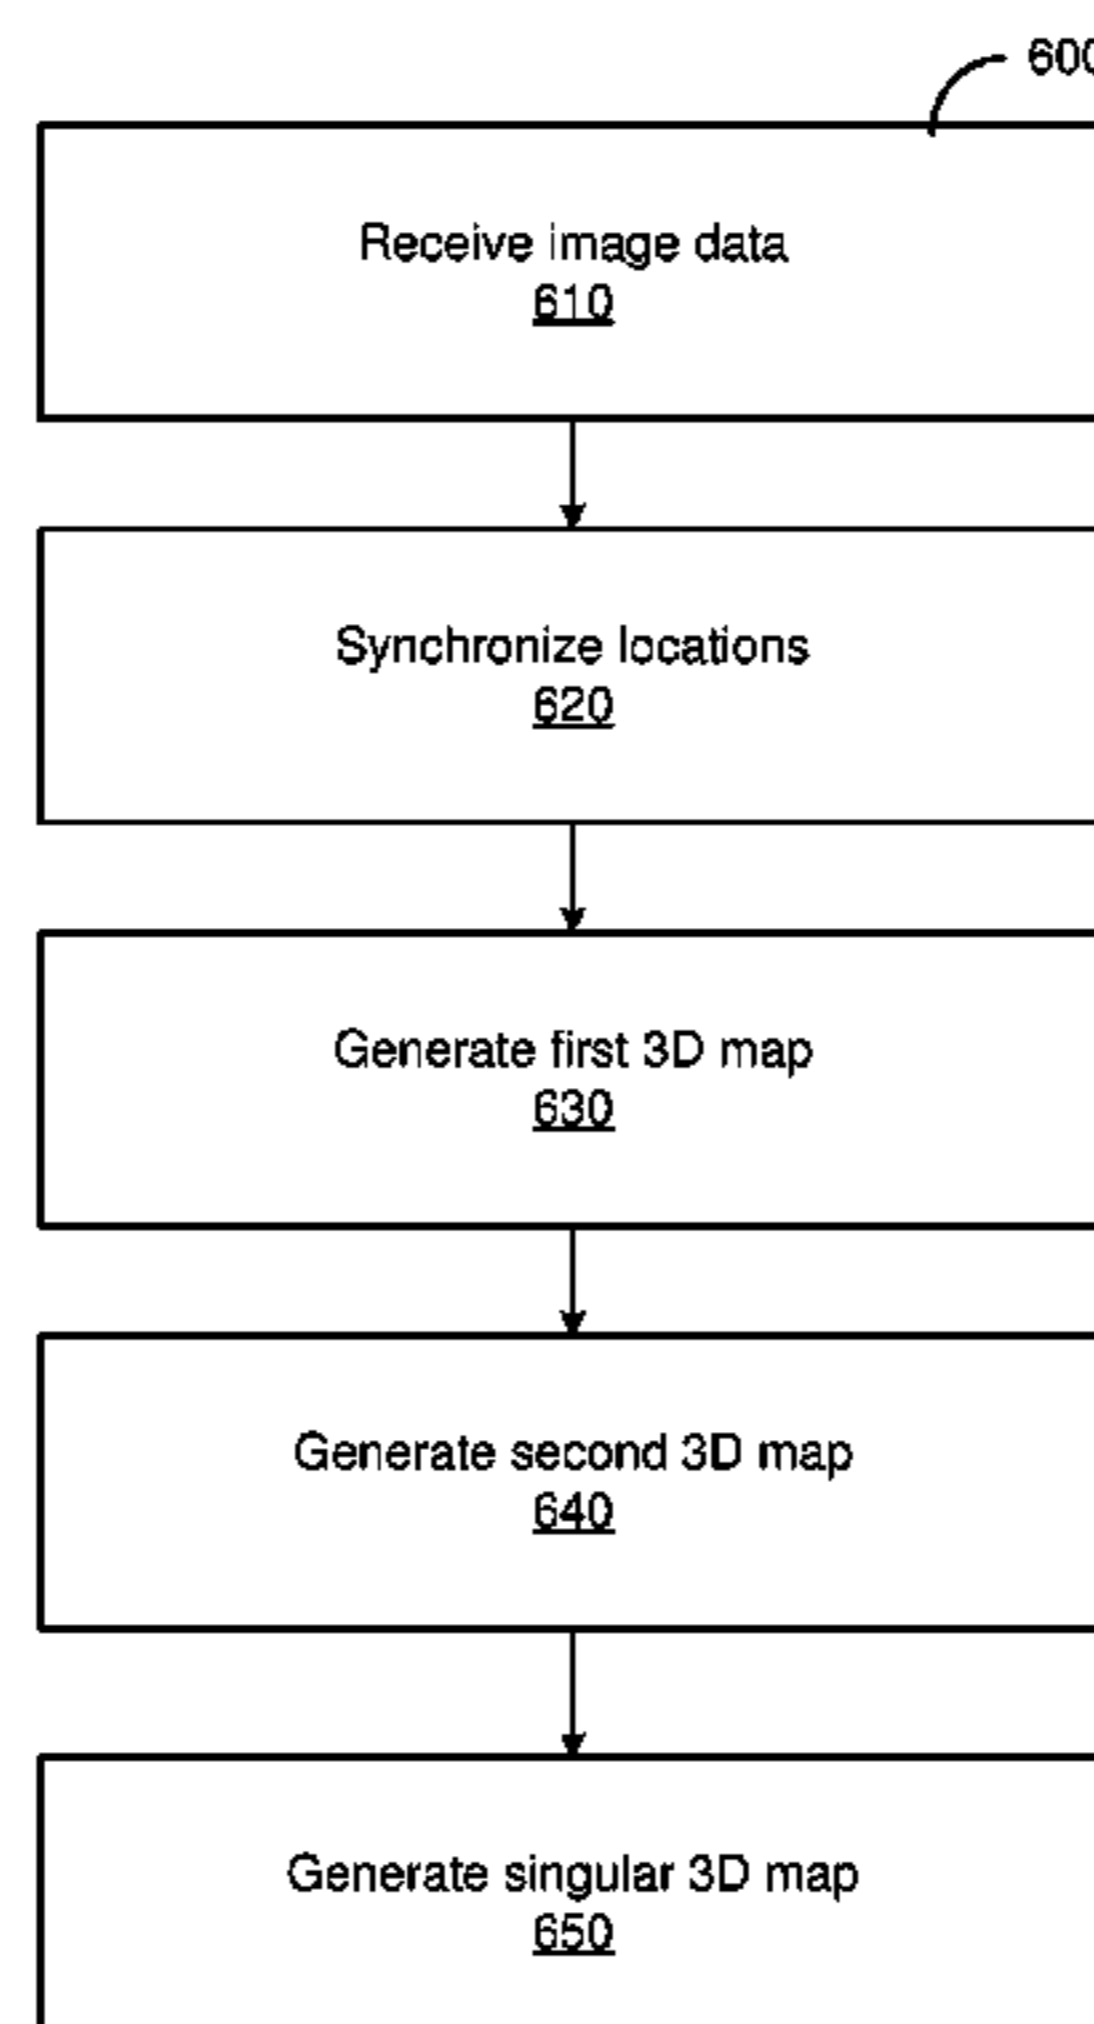 600
Receive image data
610
Synchronize locations
620
Generate first 3D map
630
Generate second 3D map
640
Generate singular 3D map
650